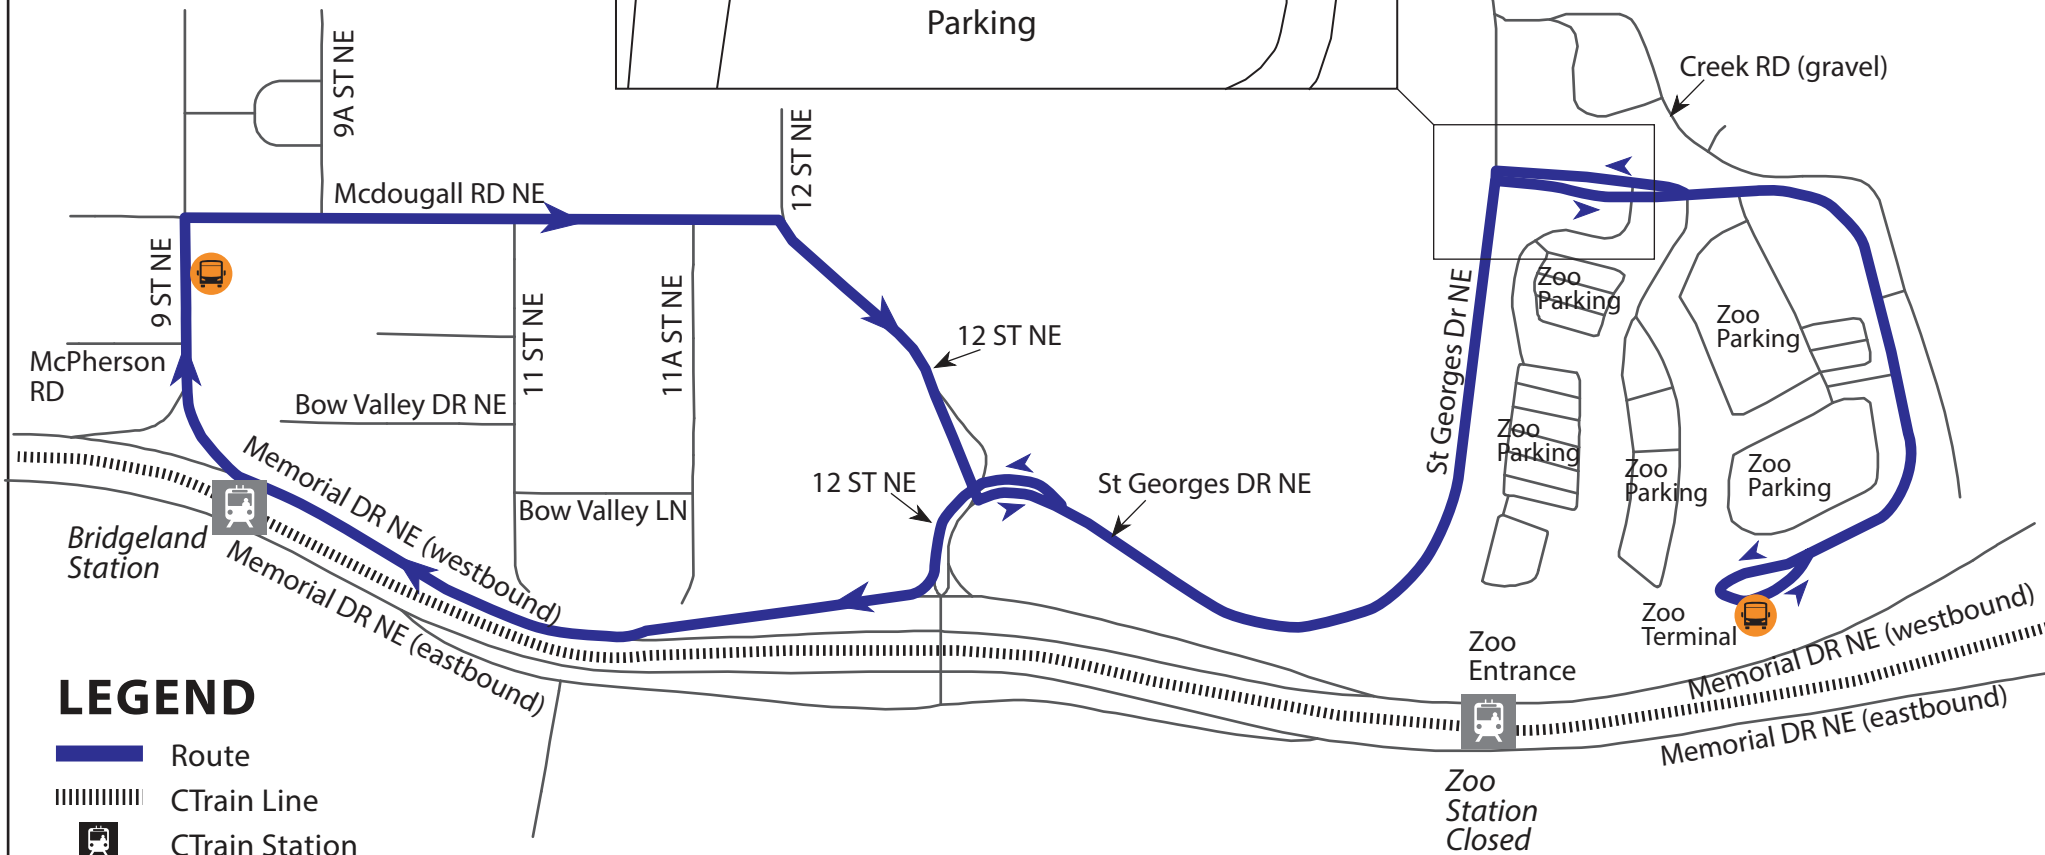 Parking
9A ST NE
12 ST NE
Creek RD (gravel)
Mcdougall RD NE
9 ST NE
McPherson
RD
11 ST NE
11A ST NE
12 ST NE
Bow Valley DR NE
St Georges Dr NE
Zoo
Parking
Zoo
Parking
Zoo
Parking
Zoo
Parking
Zoo
Parking
Memorial DR NE (westbound)
12 ST NE
St Georges DR NE
Bow Valley LN
Bridgeland
Station
Memorial DR NE (eastbound)
Zoo
Terminal
Zoo
Entrance
Memorial DR NE (westbound)
Memorial DR NE (eastbound)
Zoo
Station
Closed
LEGEND
Route
CTrain Line
CTrain Station